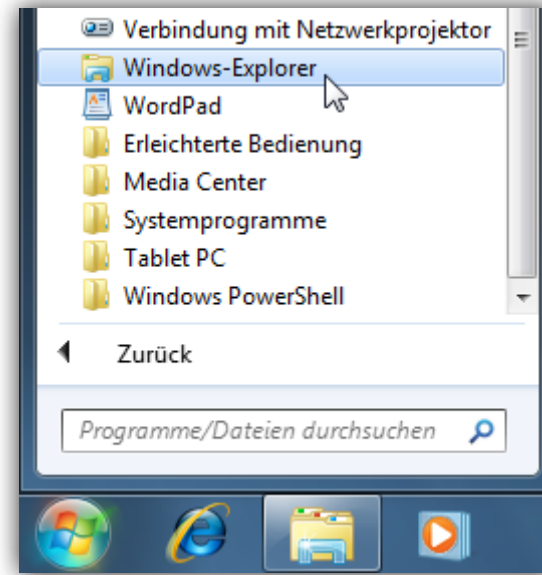 Verbindung mit Netzwerkprojektor
Windows-Explorer
WordPad
Erleichterte Bedienung
Media Center
Systemprogramme
Tablet PC
Windows PowerShell
Zurück
Programme/Dateien durchsuchen